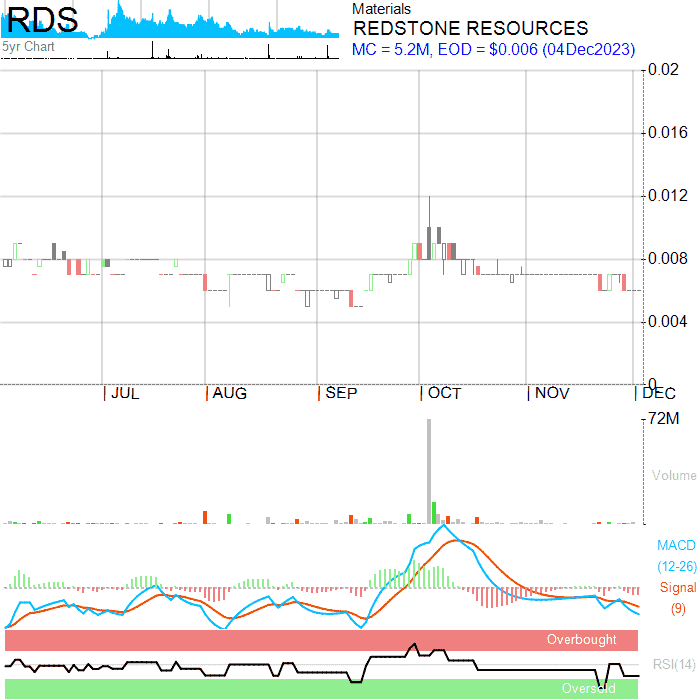 RDS
5yr Chart
Materials
REDSTONE RESOURCES
MC = 5.2M, EOD = $0.006 (04Dec2023)
0.02
0.016
0.012
0.008
0.004
0
JUL AUG SEP OCT NOV DEC
72M
Volume
MACD
(12-26)
Signal
(9)
Overbought
RSI(14)
Oversold